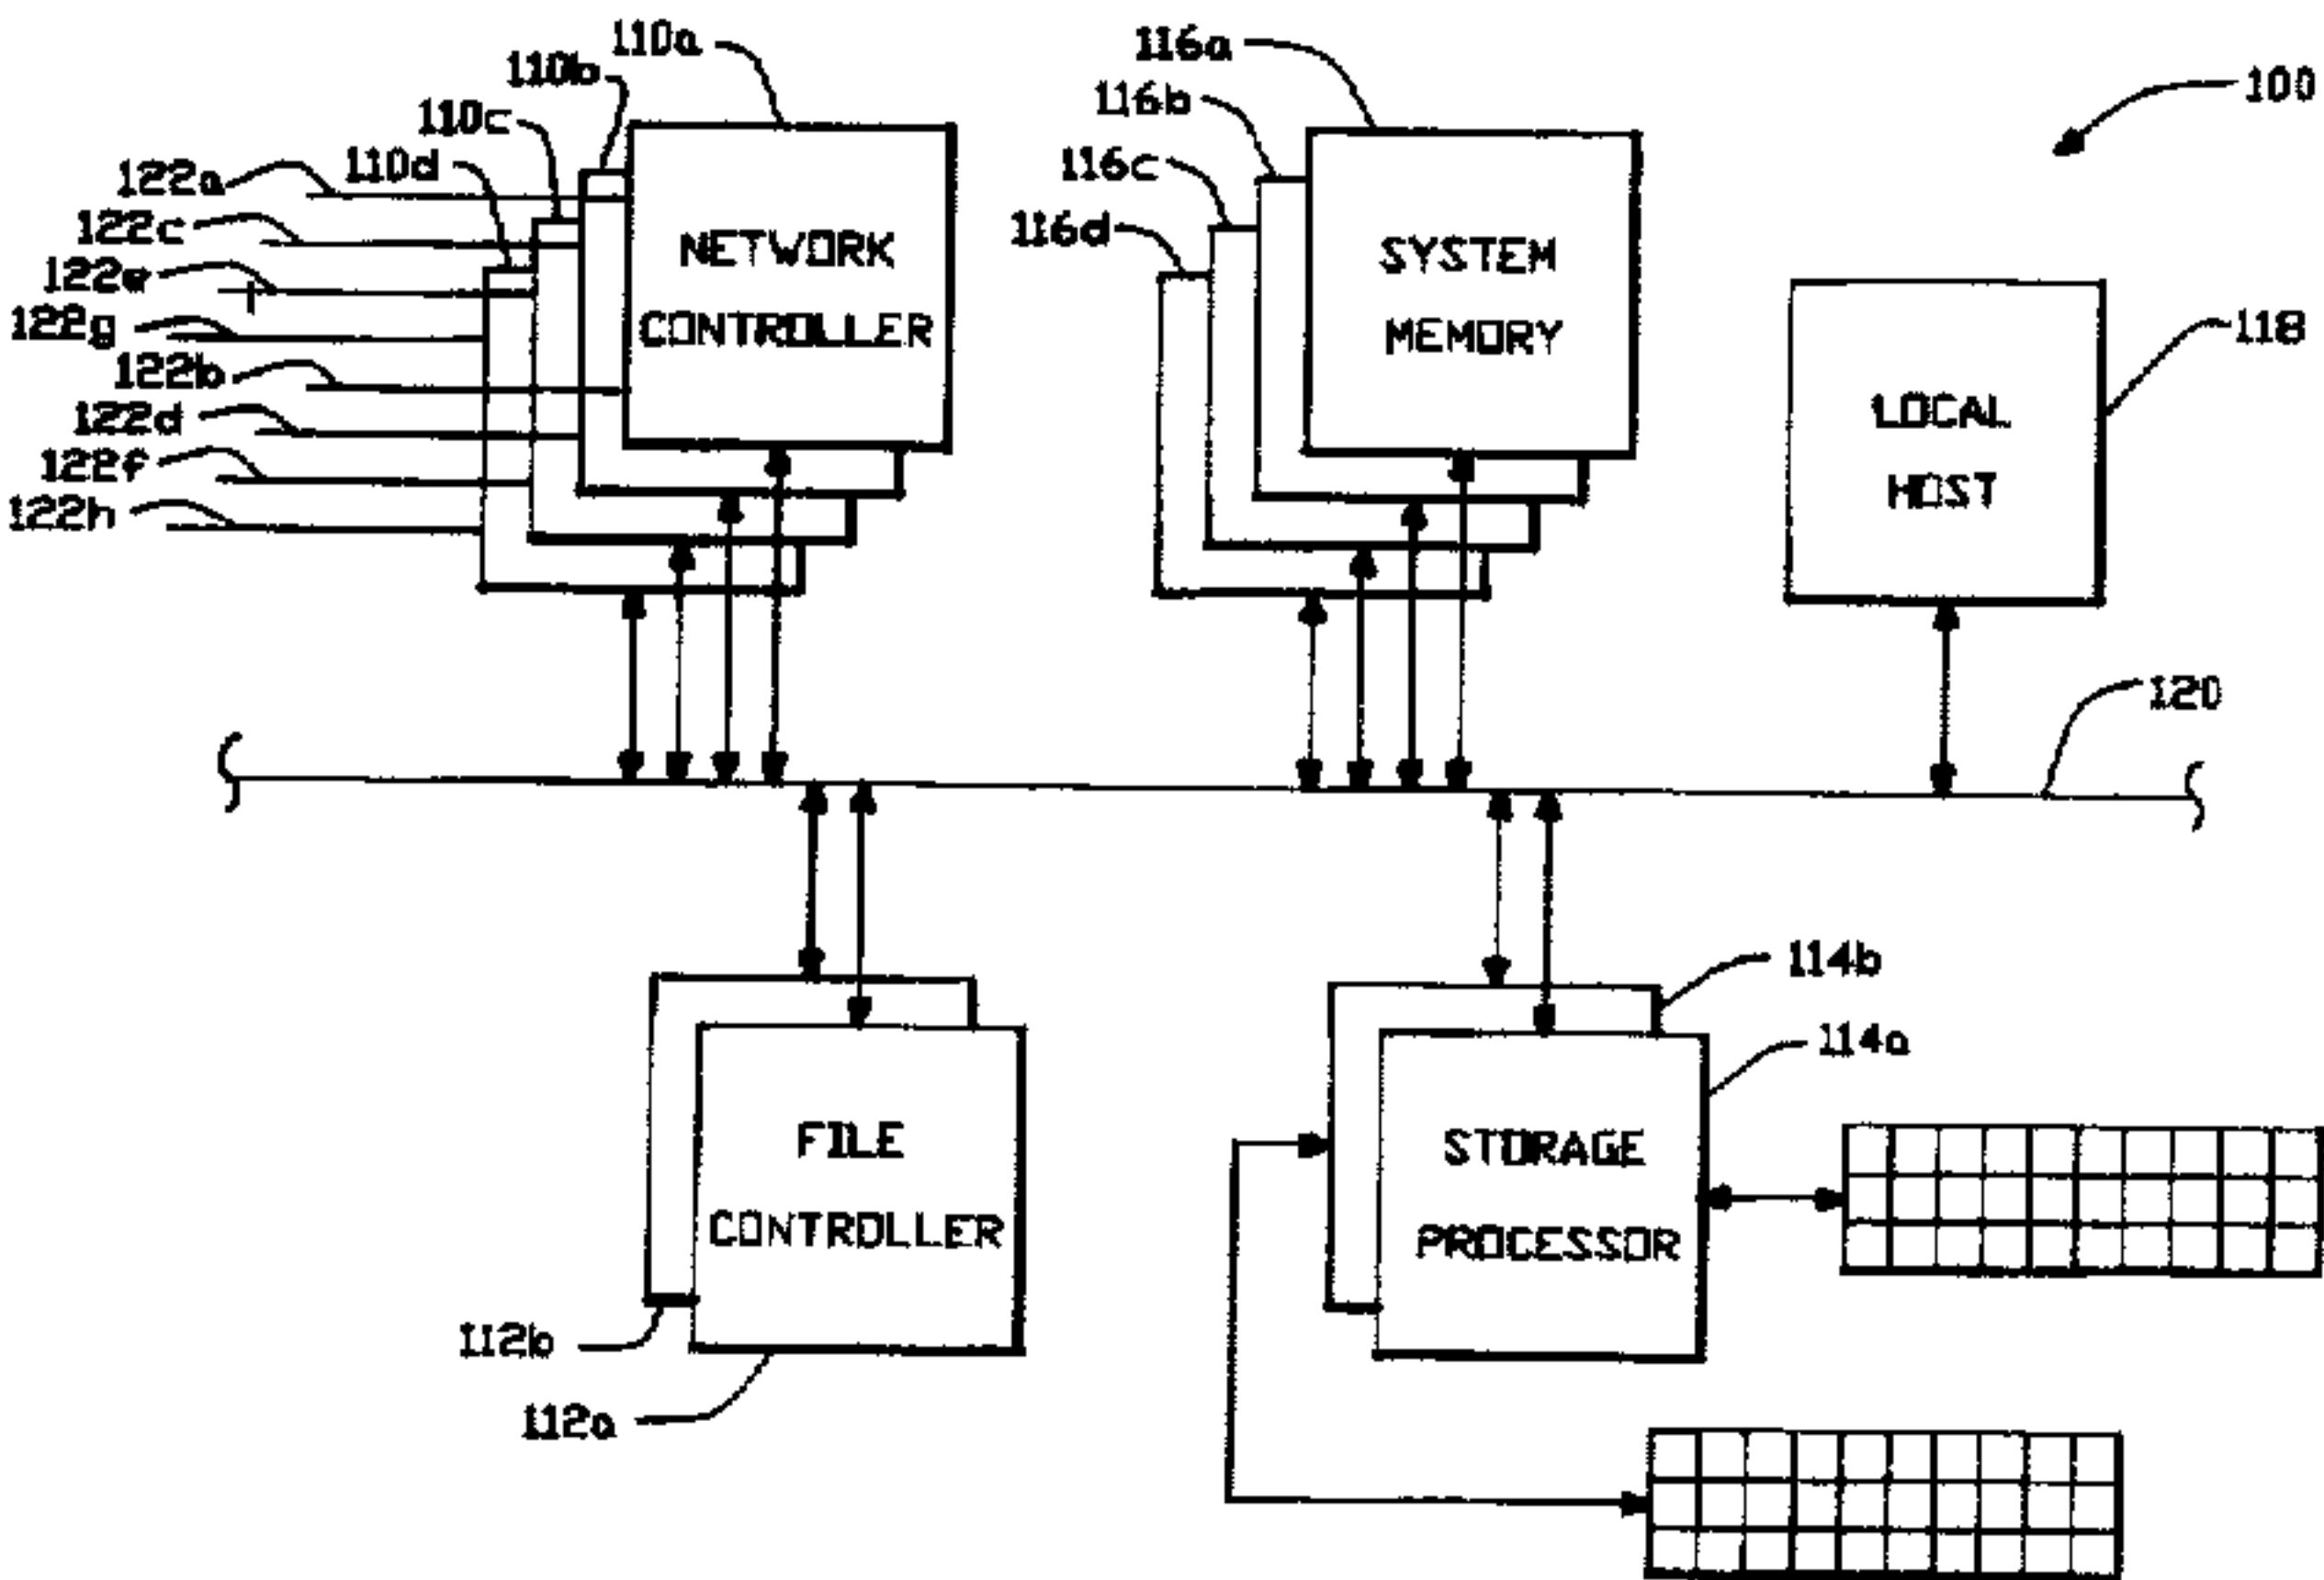 110a
116a
110b
116b
100
110c
110d
116c
122a
122c
116d
122e
122g
122b
122d
122f
122h
NETWORK
CONTROLLER
SYSTEM
MEMORY
118
LOCAL
HOST
120
114b
114a
FILE
CONTROLLER
STORAGE
PROCESSOR
112b
112a